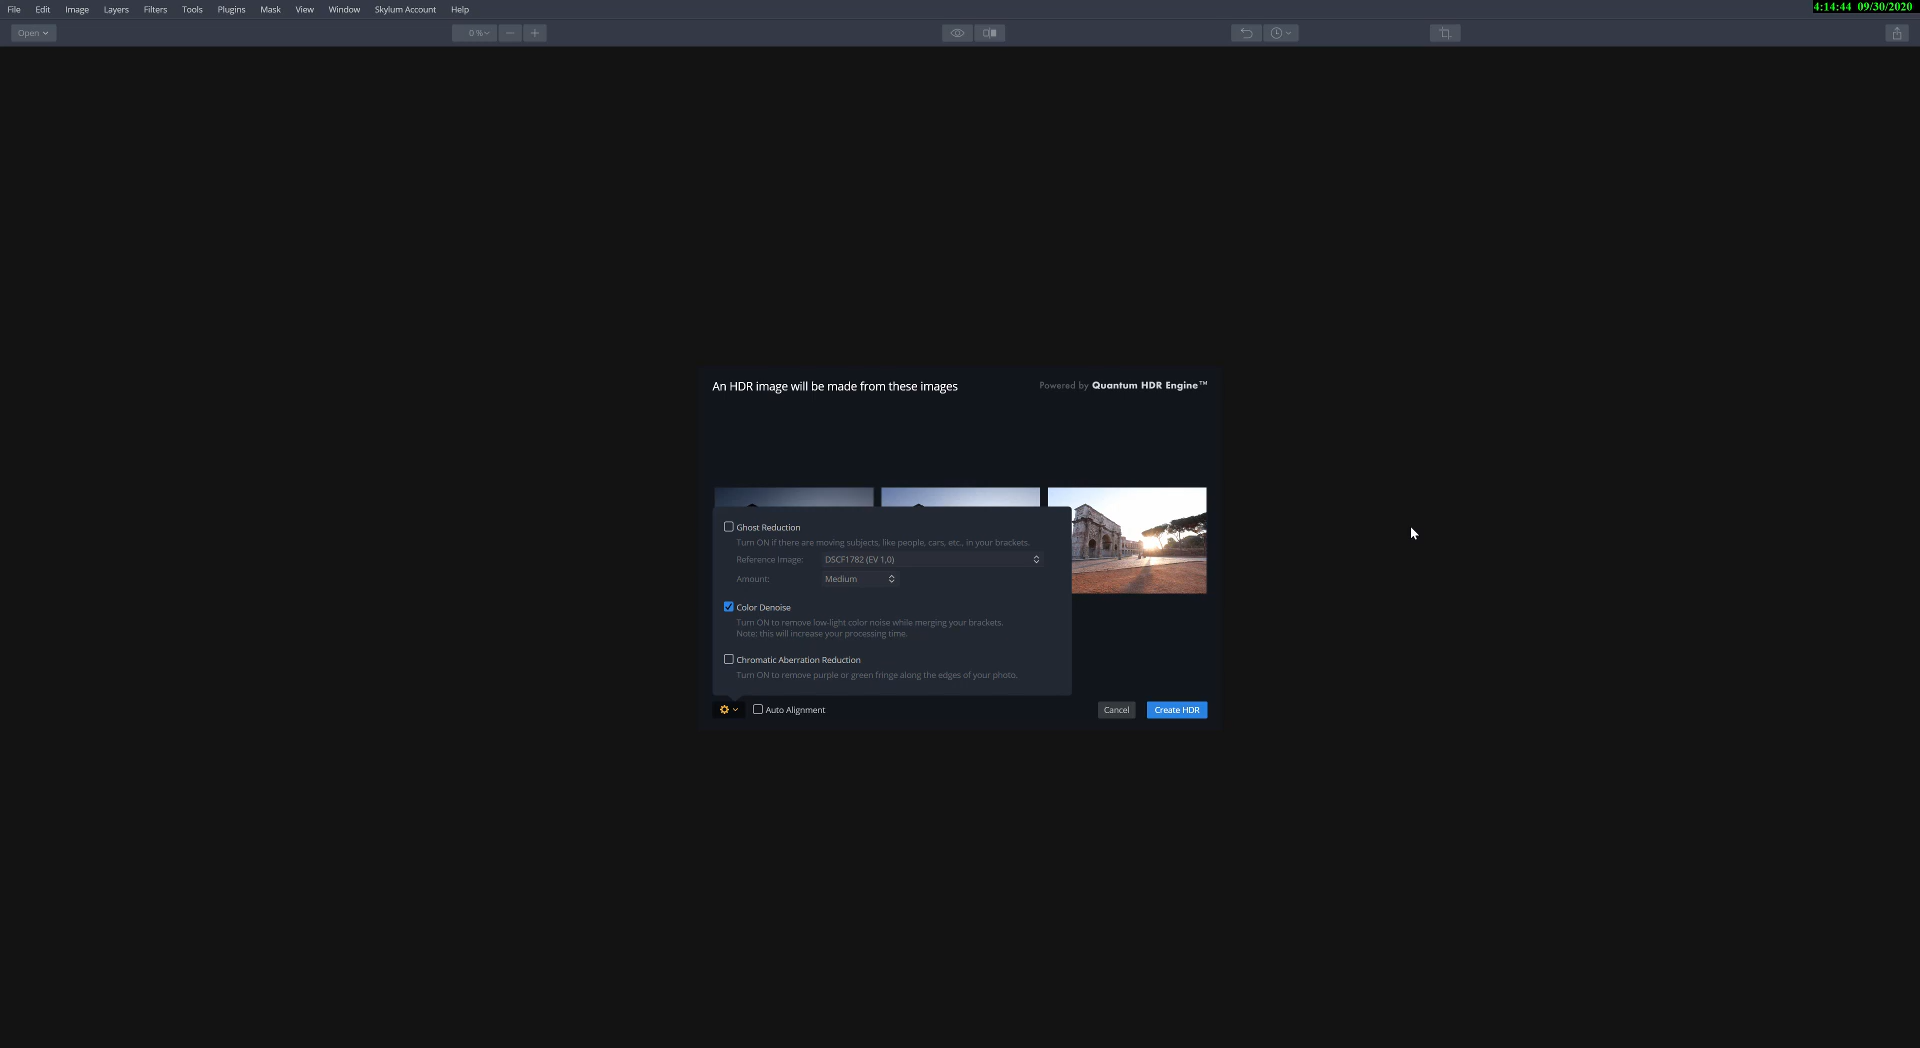 File Edit Image Layers Filters Tools Plugins Mask View Window Skylum Account Help
4:14:44 09/30/2020
Open
0 %
An HDR image will be made from these images
Powered by Quantum HDR Engine™
Ghost Reduction
Turn ON if there are moving subjects, like people, cars, etc., in your brackets.
Reference image: DSCF1782 (EV 1,0)
Amount: Medium
Color Denoise
Turn ON to remove low-light color noise while merging your brackets.
Note: this will increase your processing time.
Chromatic Aberration Reduction
Turn ON to remove purple or green fringe along the edges of your photo.
Auto Alignment
Cancel
Create HDR